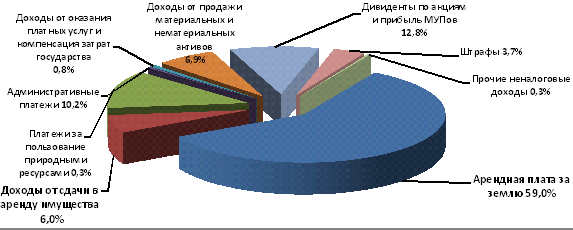 Доходы от оказания
платных услуг и
компенсация затрат
государства
0,8%
Доходы от продажи
материальных и
нематериальных
активов
6,9%
Дивиденты по акциям
и прибыль МУПов
12,8%
Штрафы 3,7%
Прочие неналоговые
доходы 0,3%
Административные
платежи 10,2%
Платежи за
пользование
природными
ресурсами 0,3%
Доходы от сдачи в
аренду имущества
6,0%
Арендная плата за
землю 59,0%